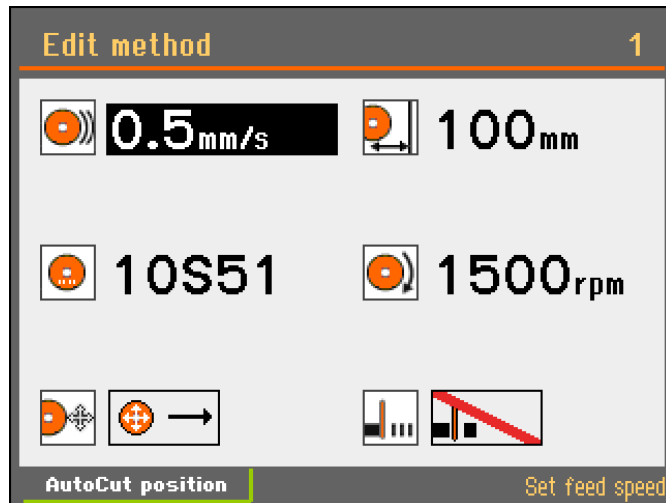 Edit method 1
0.5mm/s 100mm
10S51 1500rpm
AutoCut position Set feed speed